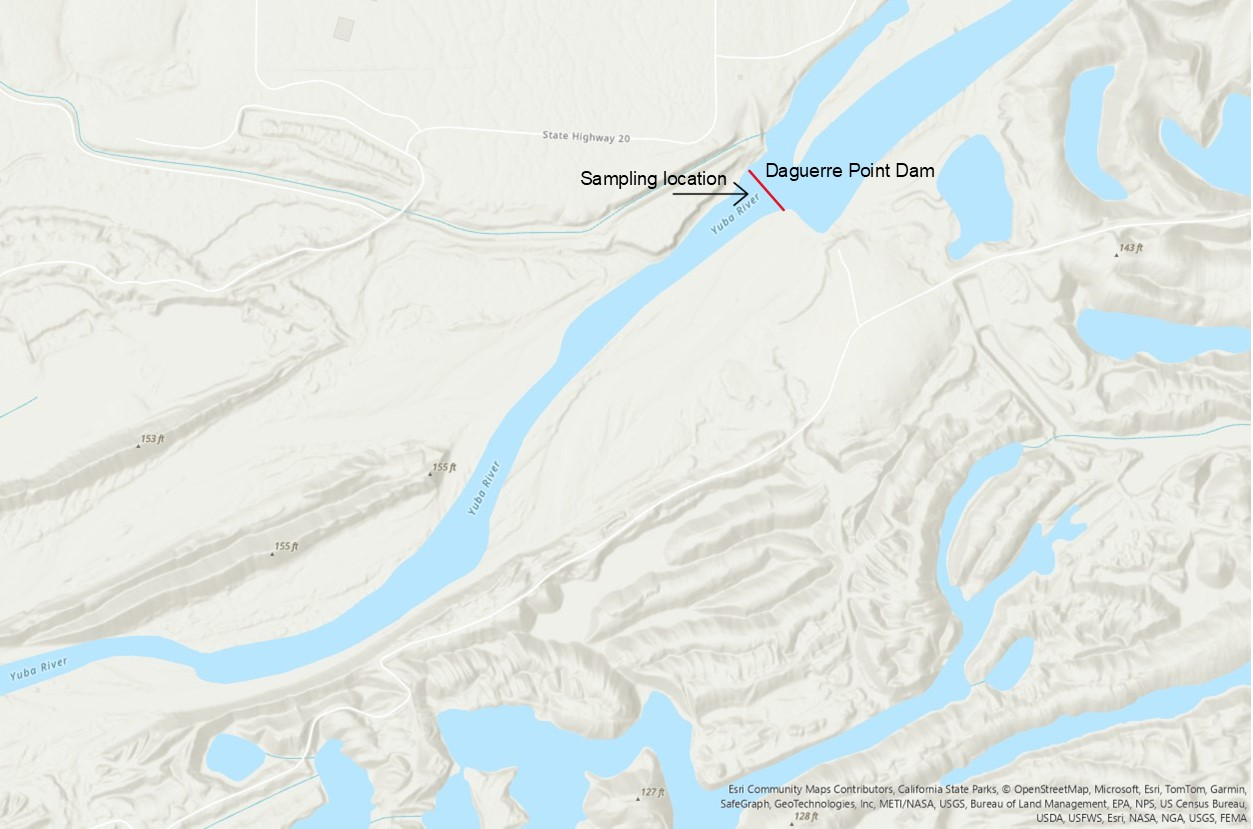 State Highway 20
Sampling location
Daguerre Point Dam
Yuba River
143 ft
153 ft
155 ft
Yuba River
155 ft
Yuba River
127 ft
128 ft
Esri Community Maps Contributors, California State Parks, © OpenStreetMap, Microsoft, Esri, TomTom, Garmin,
SafeGraph, GeoTechnologies, Inc, METI/NASA, USGS, Bureau of Land Management, EPA, NPS, US Census Bureau,
USDA, USFWS, Esri, NASA, NGA, USGS, FEMA